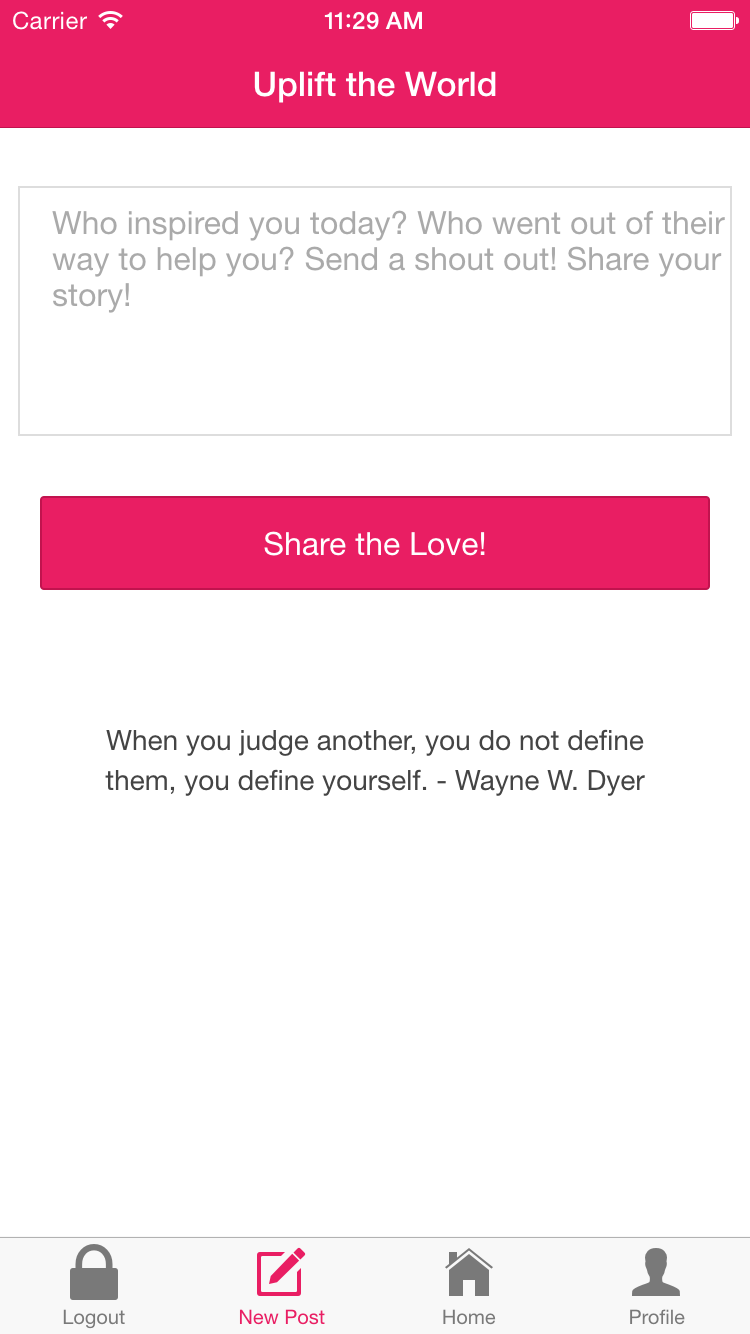 Carrier 11:29 AM
Uplift the World
Who inspired you today? Who went out of their
way to help you? Send a shout out! Share your
story!
Share the Love!
When you judge another, you do not define
them, you define yourself. - Wayne W. Dyer
Logout New Post Home Profile